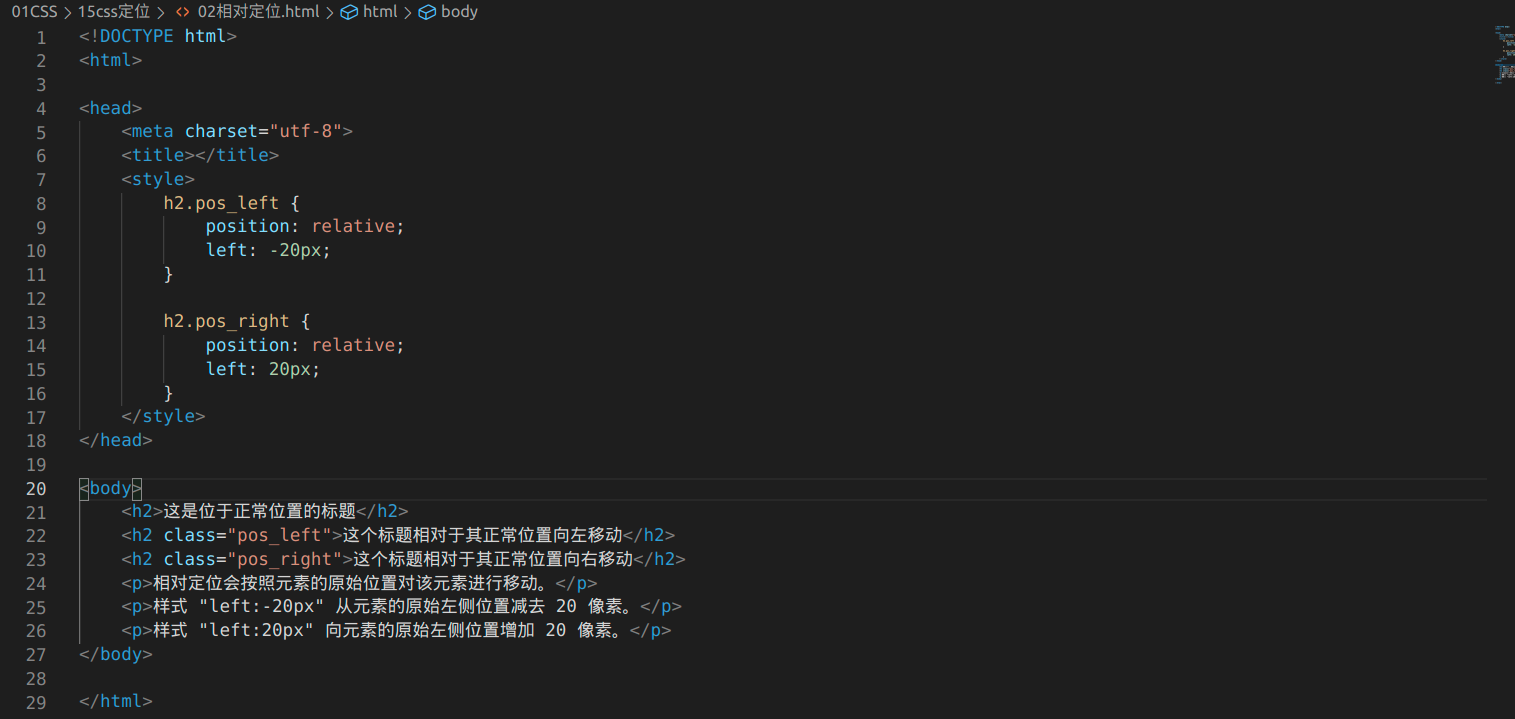 01CSS > 15css定位 > <> 02相对定位.html > html > body
1 <!DOCTYPE html>
2 <html>
3
4 <head>
5     <meta charset="utf-8">
6     <title></title>
7     <style>
8         h2.pos_left {
9             position: relative;
10             left: -20px;
11         }
12
13         h2.pos_right {
14             position: relative;
15             left: 20px;
16         }
17     </style>
18 </head>
19
20 <body>
21     <h2>这是位于正常位置的标题</h2>
22     <h2 class="pos_left">这个标题相对于其正常位置向左移动</h2>
23     <h2 class="pos_right">这个标题相对于其正常位置向右移动</h2>
24     <p>相对定位会按照元素的原始位置对该元素进行移动。</p>
25     <p>样式 "left:-20px" 从元素的原始左侧位置减去 20 像素。</p>
26     <p>样式 "left:20px" 向元素的原始左侧位置增加 20 像素。</p>
27 </body>
28
29 </html>